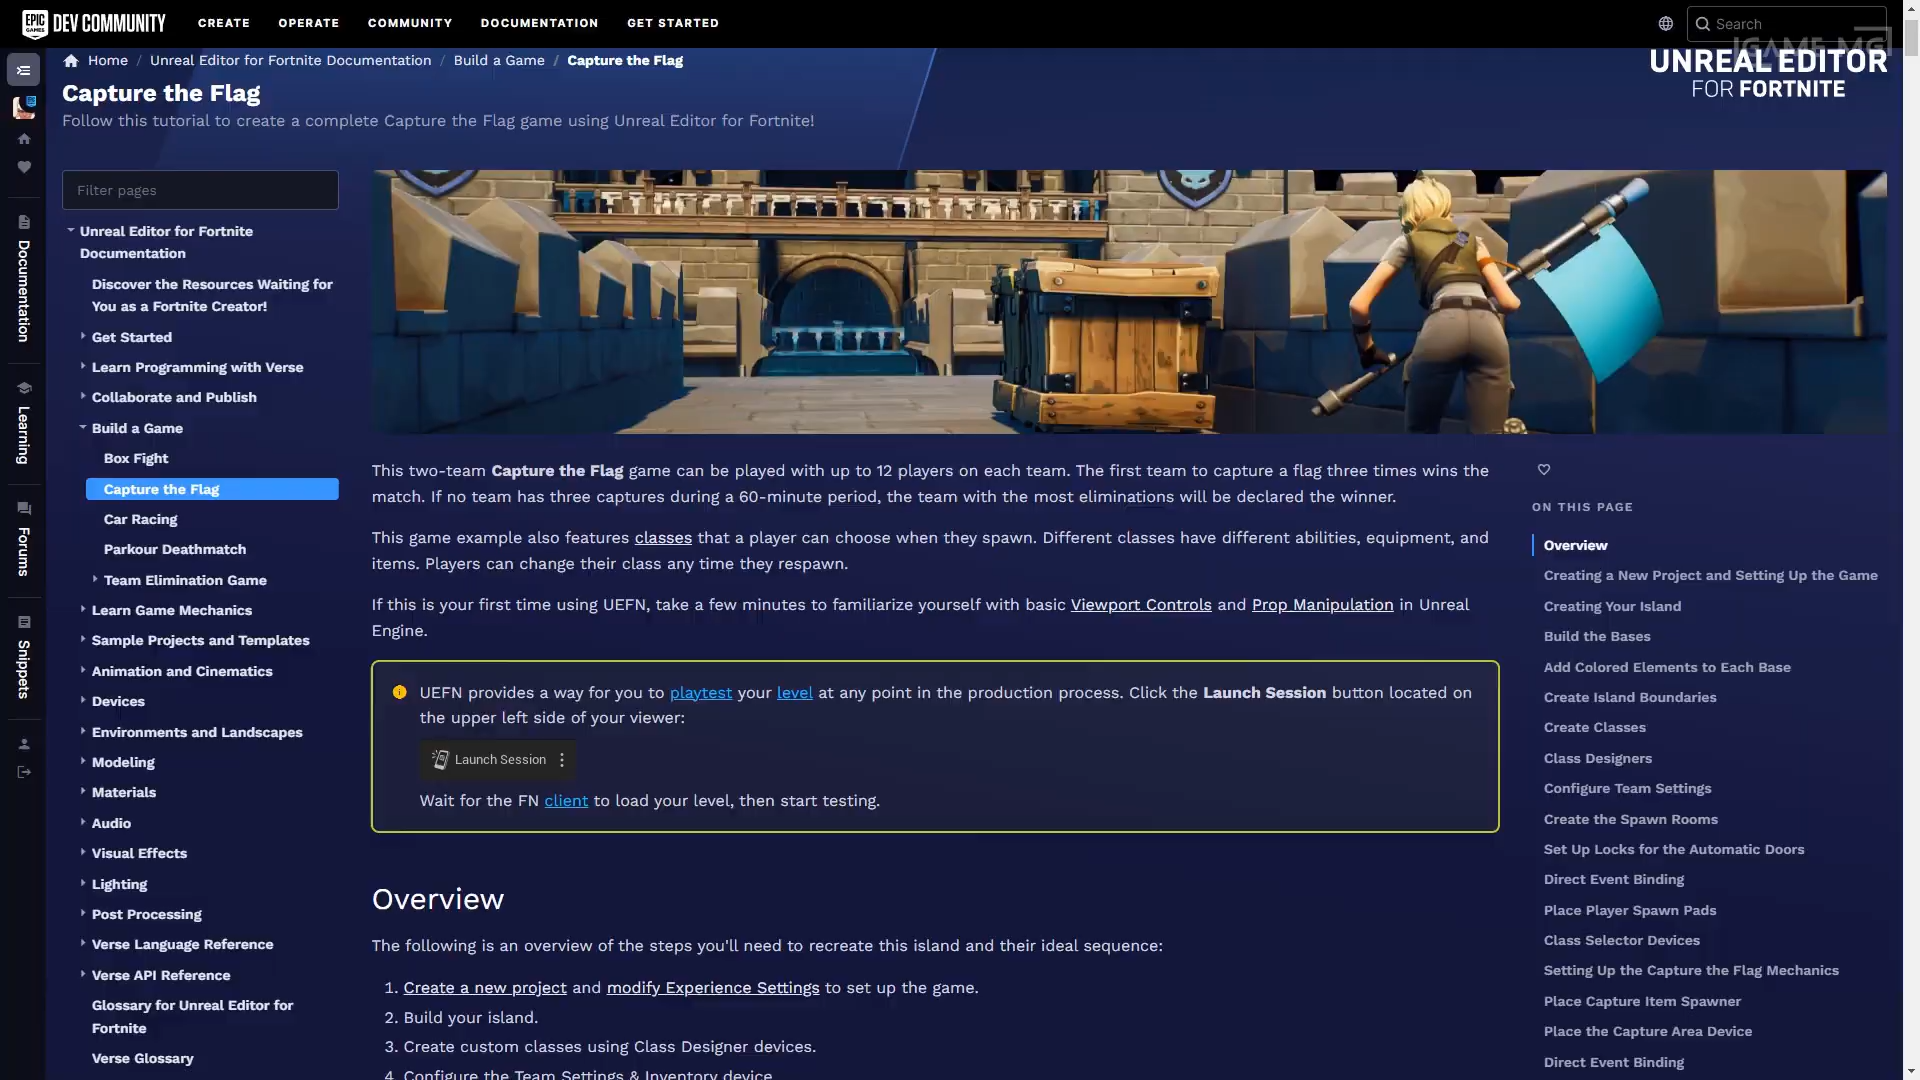 EPIC GAMES DEV COMMUNITY CREATE OPERATE COMMUNITY DOCUMENTATION GET STARTED Search
Home / Unreal Editor for Fortnite Documentation / Build a Game / Capture the Flag
UNREAL EDITOR
FOR FORTNITE
Capture the Flag
Follow this tutorial to create a complete Capture the Flag game using Unreal Editor for Fortnite!
Documentation
Learning
Forums
Snippets
Filter pages
Unreal Editor for Fortnite
Documentation
Discover the Resources Waiting for
You as a Fortnite Creator!
Get Started
Learn Programming with Verse
Collaborate and Publish
Build a Game
Box Fight
Capture the Flag
Car Racing
Parkour Deathmatch
Team Elimination Game
Learn Game Mechanics
Sample Projects and Templates
Animation and Cinematics
Devices
Environments and Landscapes
Modeling
Materials
Audio
Visual Effects
Lighting
Post Processing
Verse Language Reference
Verse API Reference
Glossary for Unreal Editor for
Fortnite
Verse Glossary
This two-team Capture the Flag game can be played with up to 12 players on each team. The first team to capture a flag three times wins the
match. If no team has three captures during a 60-minute period, the team with the most eliminations will be declared the winner.
This game example also features classes that a player can choose when they spawn. Different classes have different abilities, equipment, and
items. Players can change their class any time they respawn.
If this is your first time using UEFN, take a few minutes to familiarize yourself with basic Viewport Controls and Prop Manipulation in Unreal
Engine.
UEFN provides a way for you to playtest your level at any point in the production process. Click the Launch Session button located on
the upper left side of your viewer:
Launch Session
Wait for the FN client to load your level, then start testing.
Overview
The following is an overview of the steps you'll need to recreate this island and their ideal sequence:
1. Create a new project and modify Experience Settings to set up the game.
2. Build your island.
3. Create custom classes using Class Designer devices.
4. Configure the Team Settings & Inventory device.
ON THIS PAGE
Overview
Creating a New Project and Setting Up the Game
Creating Your Island
Build the Bases
Add Colored Elements to Each Base
Create Island Boundaries
Create Classes
Class Designers
Configure Team Settings
Create the Spawn Rooms
Set Up Locks for the Automatic Doors
Direct Event Binding
Place Player Spawn Pads
Class Selector Devices
Setting Up the Capture the Flag Mechanics
Place Capture Item Spawner
Place the Capture Area Device
Direct Event Binding